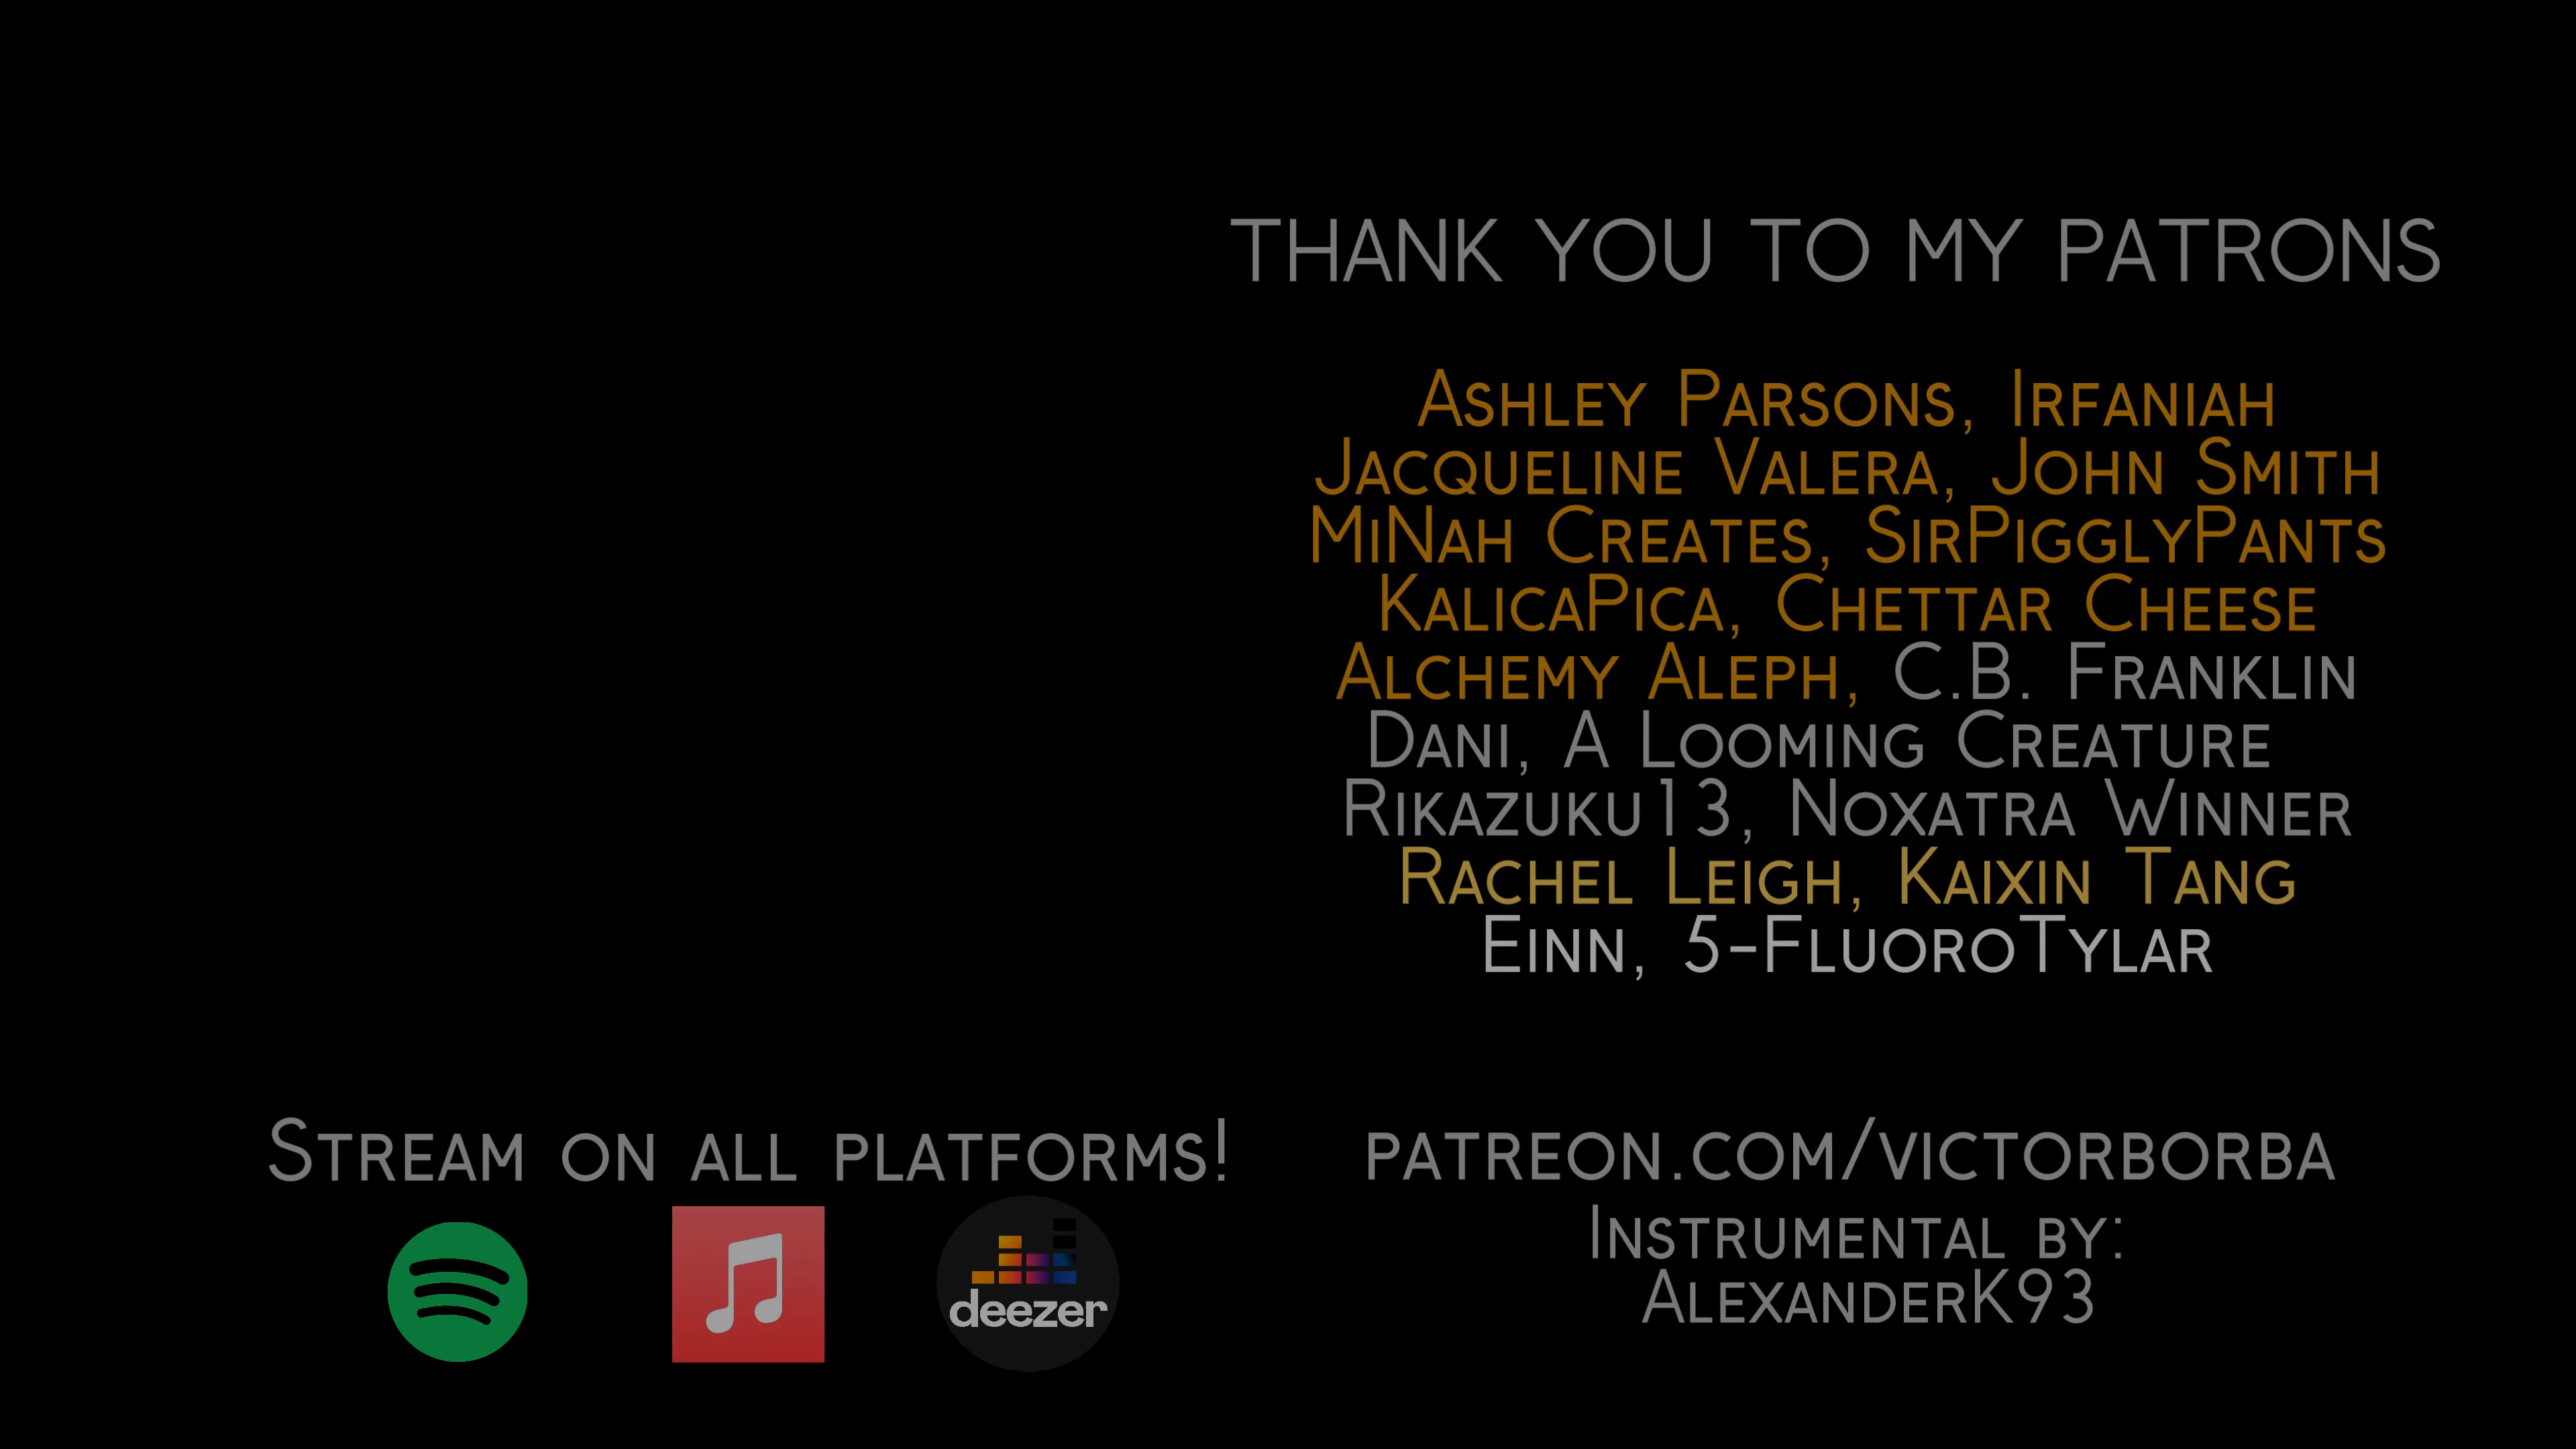 THANK YOU TO MY PATRONS
Ashley Parsons, Irfaniah
Jacqueline Valera, John Smith
MiNah Creates, SirPigglyPants
KalicaPica, Chettar Cheese
Alchemy Aleph, C.B. Franklin
Dani, A Looming Creature
Rikazuku13, Noxatra Winner
Rachel Leigh, Kaixin Tang
Einn, 5-FluoroTylar
Stream on all platforms!
deezer
patreon.com/victorborba
Instrumental by:
AlexanderK93